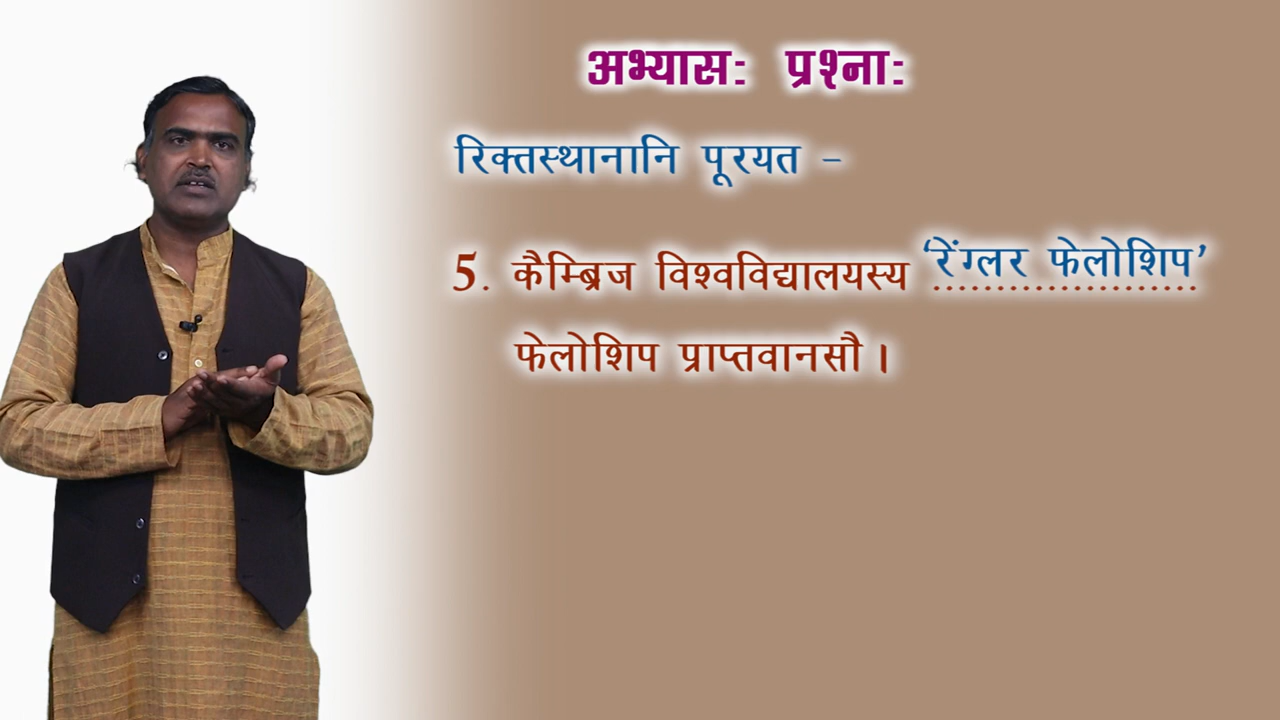 अभ्यासः प्रश्नाः
रिक्तस्थानानि पूरयत –
5. कैम्ब्रिज विश्वविद्यालयस्य ‘रेंग्लर फेलोशिप’
फेलोशिप प्राप्तवानसौ।